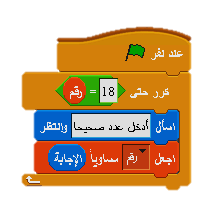 عند نقر
كرر حتى رقم = 18
اسأل أدخل عدد صحيحا وانتظر
اجعل رقم مساوياً الإجابة